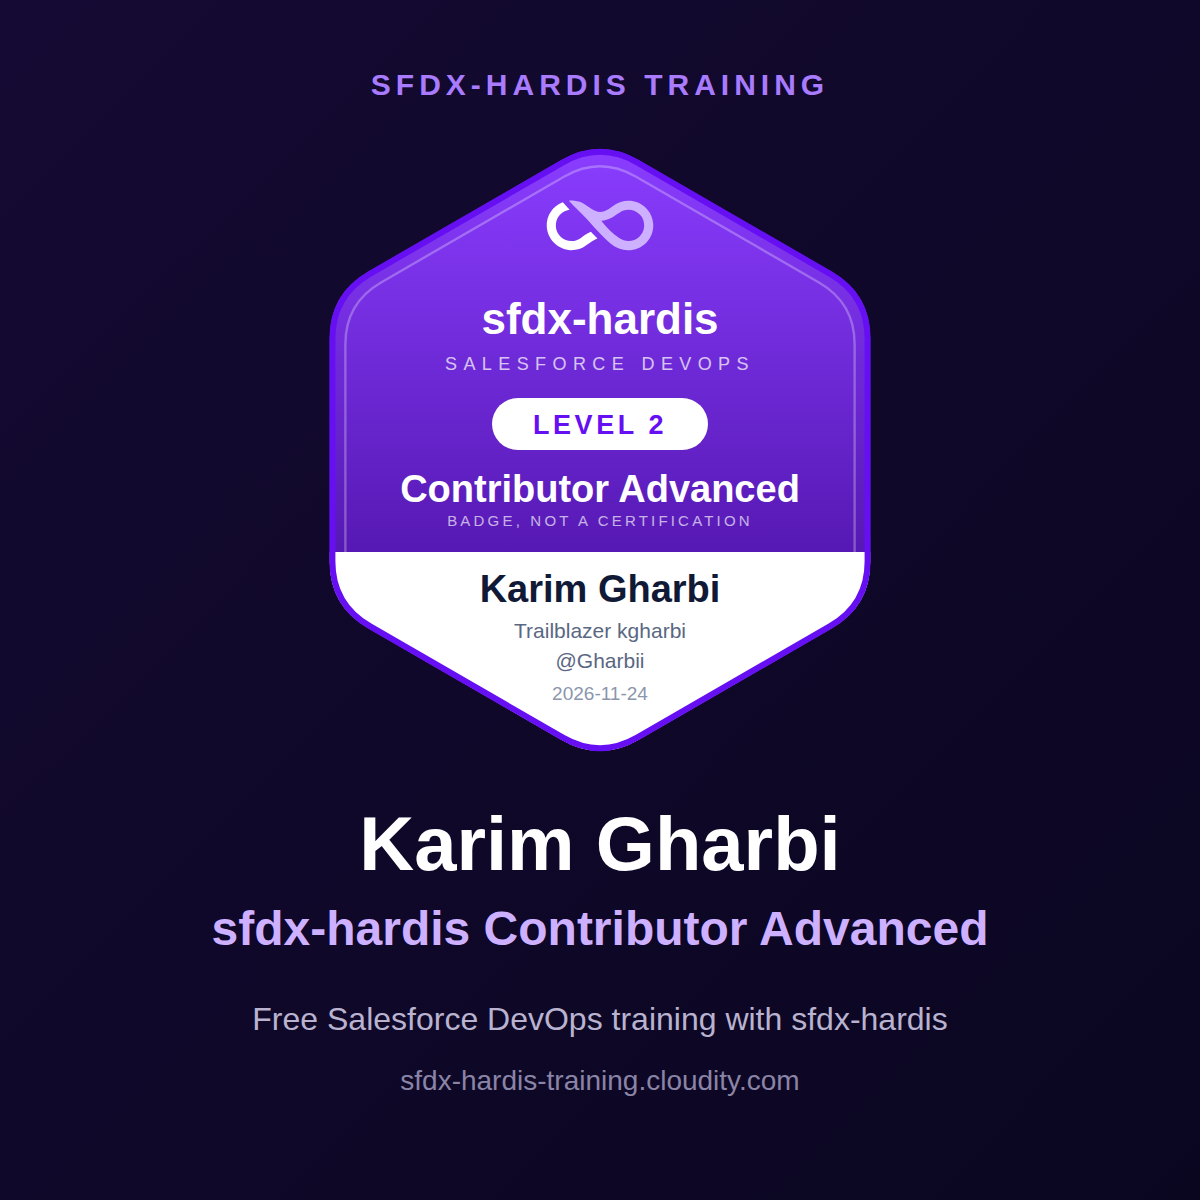 SFDX-HARDIS TRAINING
sfdx-hardis
SALESFORCE DEVOPS
LEVEL 2
Contributor Advanced
BADGE, NOT A CERTIFICATION
Karim Gharbi
Trailblazer kgharbi
@Gharbii
2026-11-24
Karim Gharbi
sfdx-hardis Contributor Advanced
Free Salesforce DevOps training with sfdx-hardis
sfdx-hardis-training.cloudity.com